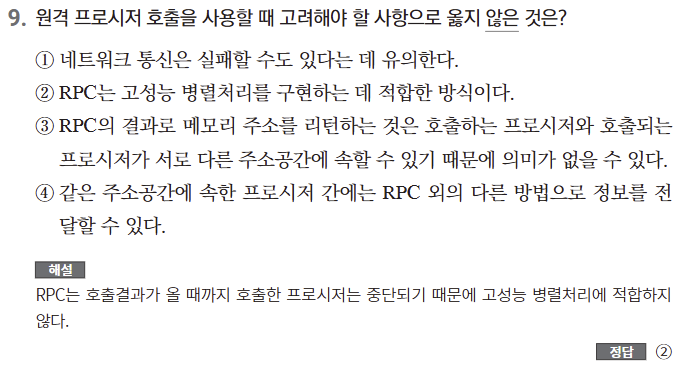 9. 원격 프로시저 호출을 사용할 때 고려해야 할 사항으로 옳지 않은 것은?
① 네트워크 통신은 실패할 수도 있다는 데 유의한다.
② RPC는 고성능 병렬처리를 구현하는 데 적합한 방식이다.
③ RPC의 결과로 메모리 주소를 리턴하는 것은 호출하는 프로시저와 호출되는
프로시저가 서로 다른 주소공간에 속할 수 있기 때문에 의미가 없을 수 있다.
④ 같은 주소공간에 속한 프로시저 간에는 RPC 외의 다른 방법으로 정보를 전
달할 수 있다.
해설
RPC는 호출결과가 올 때까지 호출한 프로시저는 중단되기 때문에 고성능 병렬처리에 적합하지
않다.
정답 ②